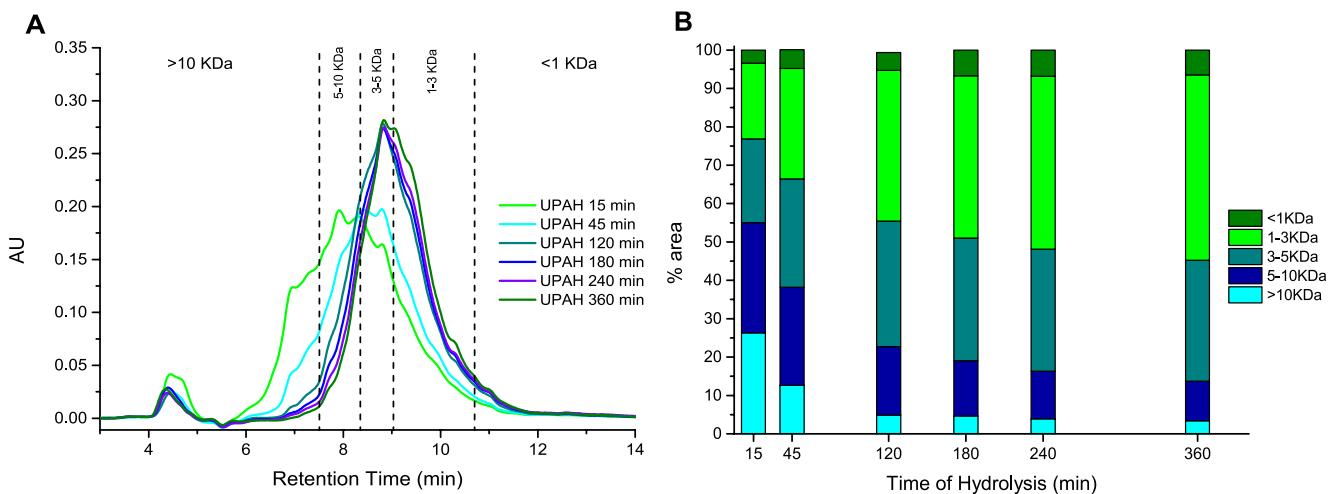 A
0.35
0.30
0.25
0.20
0.15
0.10
0.05
0.00
AU
>10 KDa
5-10 KDa
3-5 KDa
1-3 KDa
<1 KDa
UPAH 15 min
UPAH 45 min
UPAH 120 min
UPAH 180 min
UPAH 240 min
UPAH 360 min
4 6 8 10 12 14
Retention Time (min)
B
100
90
80
70
60
50
40
30
20
10
0
% area
<1KDa
1-3KDa
3-5KDa
5-10KDa
>10KDa
15 45 120 180 240 360
Time of Hydrolysis (min)